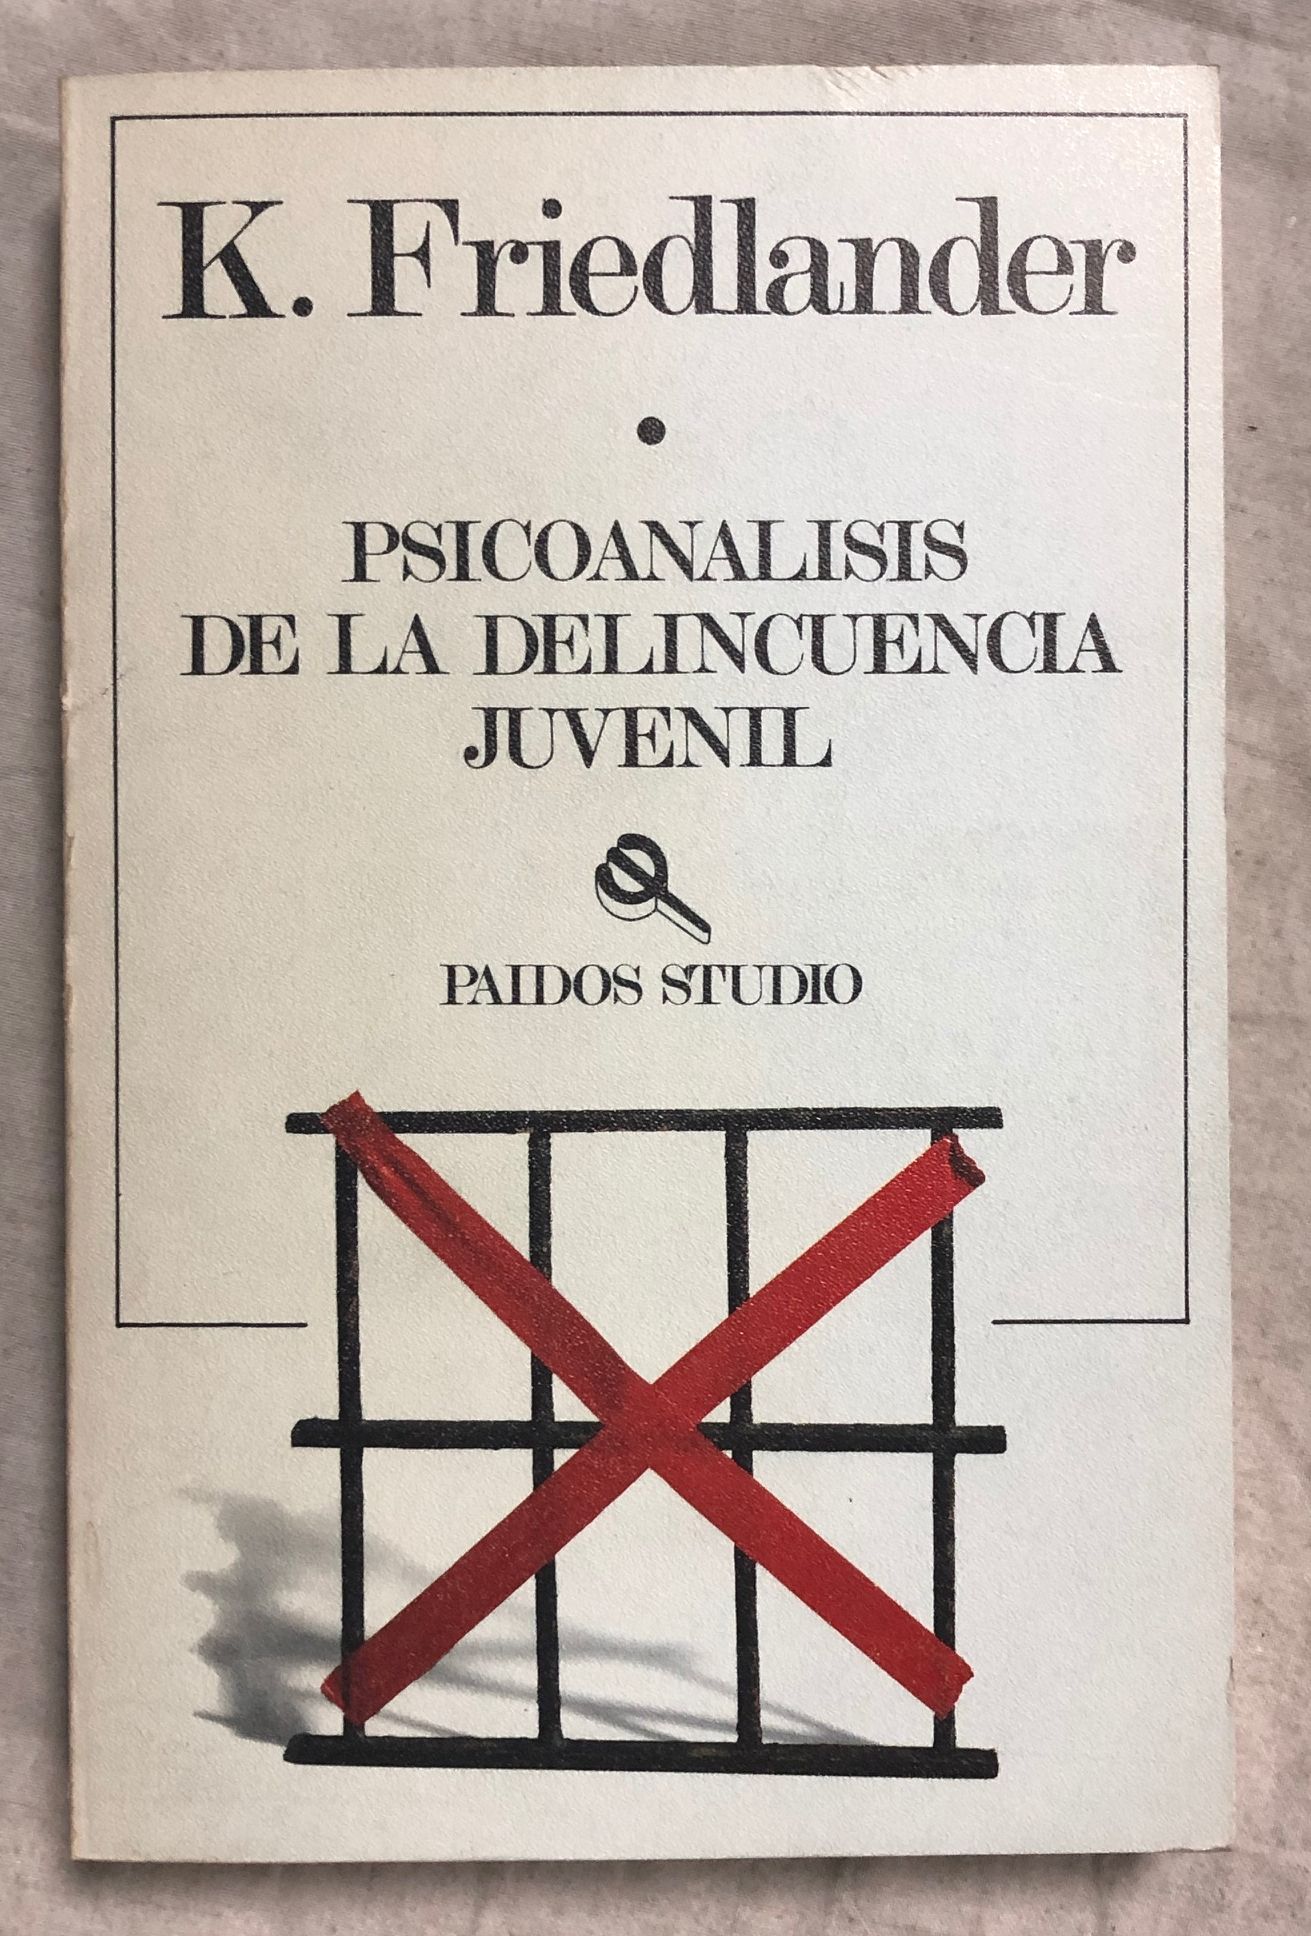 K. Friedlander
PSICOANALISIS
DE LA DELINCUENCIA
JUVENIL
PAIDOS STUDIO